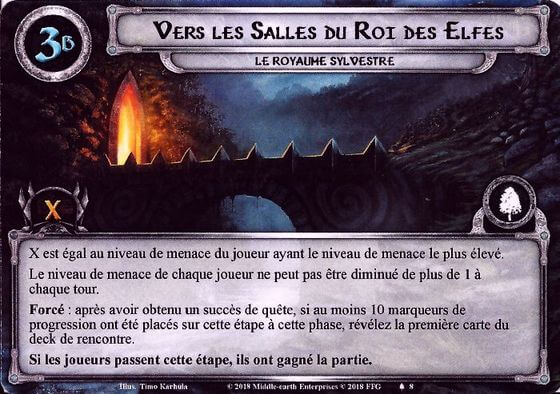 Vers les Salles du Roi des Elfes
3B
Le Royaume Sylvestre
X
X est égal au niveau de menace du joueur ayant le niveau de menace le plus élevé.
Le niveau de menace de chaque joueur ne peut pas être diminué de plus de 1 à
chaque tour.
Forcé : après avoir obtenu un succès de quête, si au moins 10 marqueurs de
progression ont été placés sur cette étape à cette phase, révélez la première carte du
deck de rencontre.
Si les joueurs passent cette étape, ils ont gagné la partie.
Illus. Timo Karhula © 2018 Middle-earth Enterprises © 2018 FFG 8